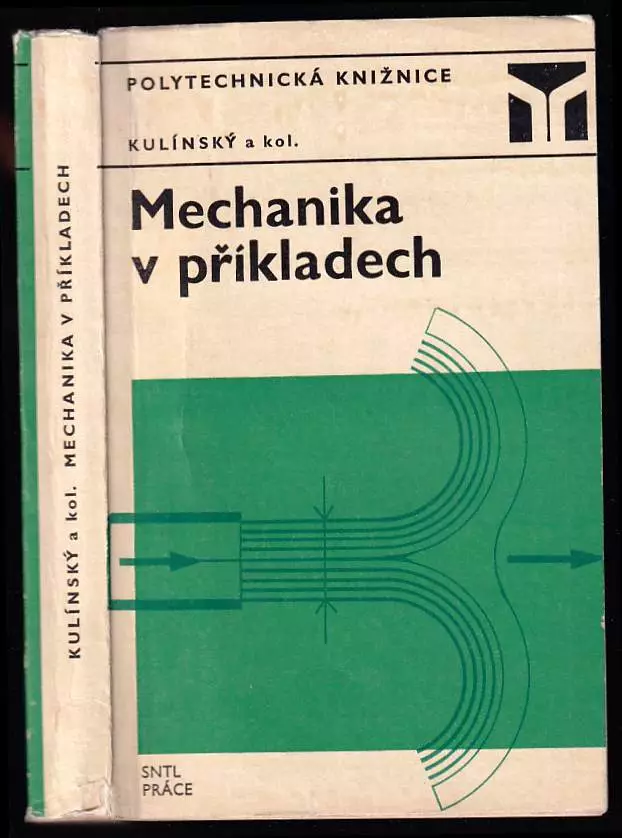 POLYTECHNICKÁ KNIŽNICE
KULÍNSKÝ a kol.
Mechanika
v příkladech
SNTL
PRÁCE
KULÍNSKÝ a kol. MECHANIKA V PŘÍKLADECH